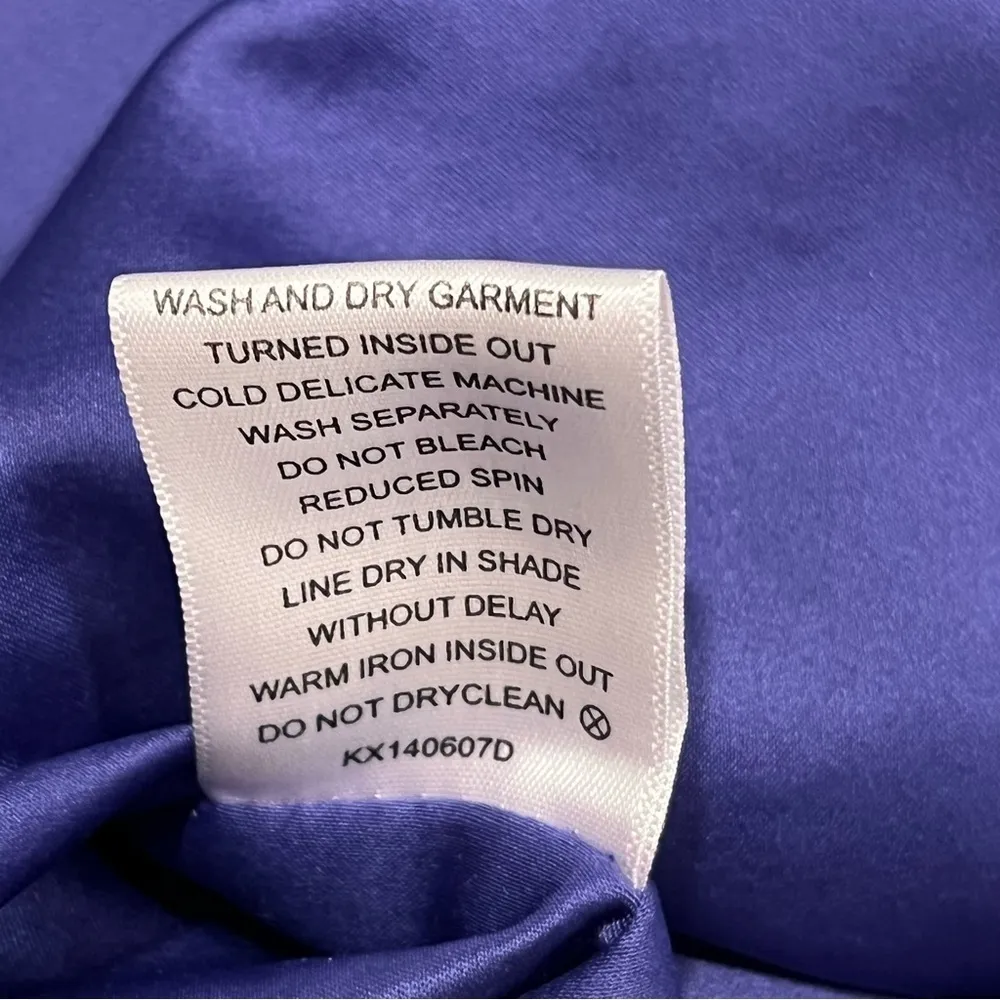 WASH AND DRY GARMENT
TURNED INSIDE OUT
COLD DELICATE MACHINE
WASH SEPARATELY
DO NOT BLEACH
REDUCED SPIN
DO NOT TUMBLE DRY
LINE DRY IN SHADE
WITHOUT DELAY
WARM IRON INSIDE OUT
DO NOT DRYCLEAN
KX140607D